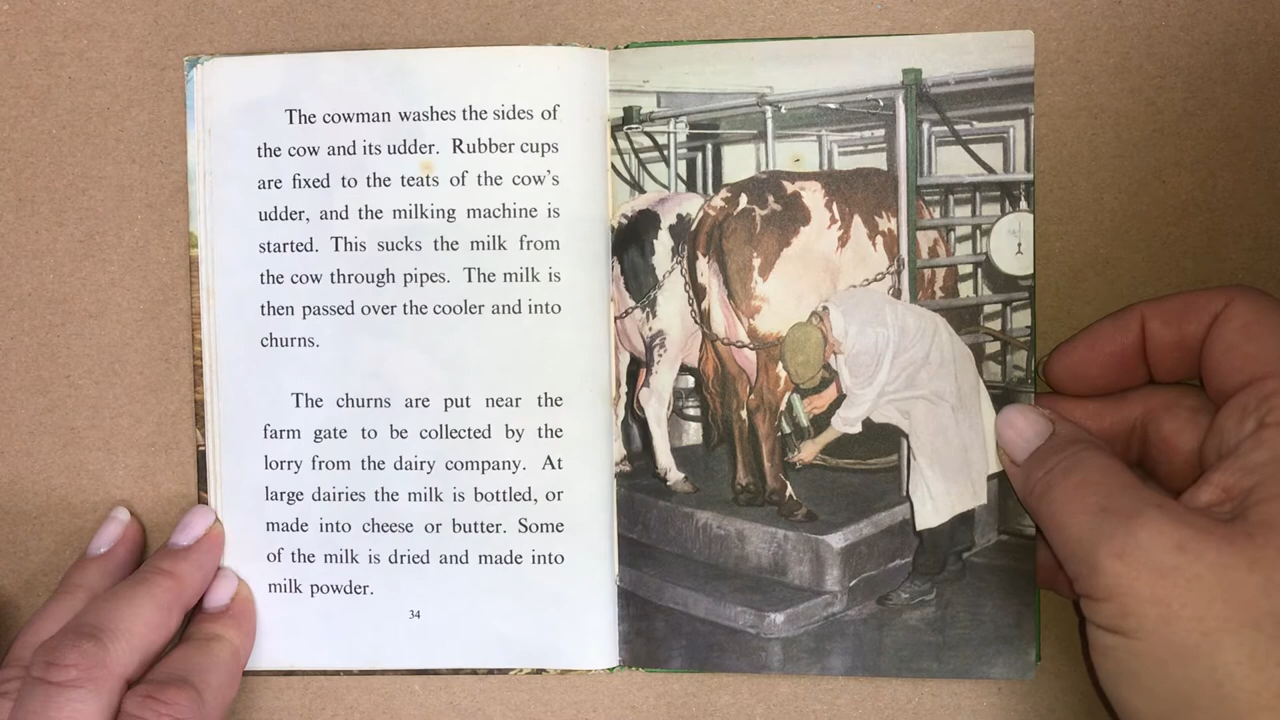 The cowman washes the sides of
the cow and its udder. Rubber cups
are fixed to the teats of the cow's
udder, and the milking machine is
started. This sucks the milk from
the cow through pipes. The milk is
then passed over the cooler and into
churns.
The churns are put near the
farm gate to be collected by the
lorry from the dairy company. At
large dairies the milk is bottled, or
made into cheese or butter. Some
of the milk is dried and made into
milk powder.
34